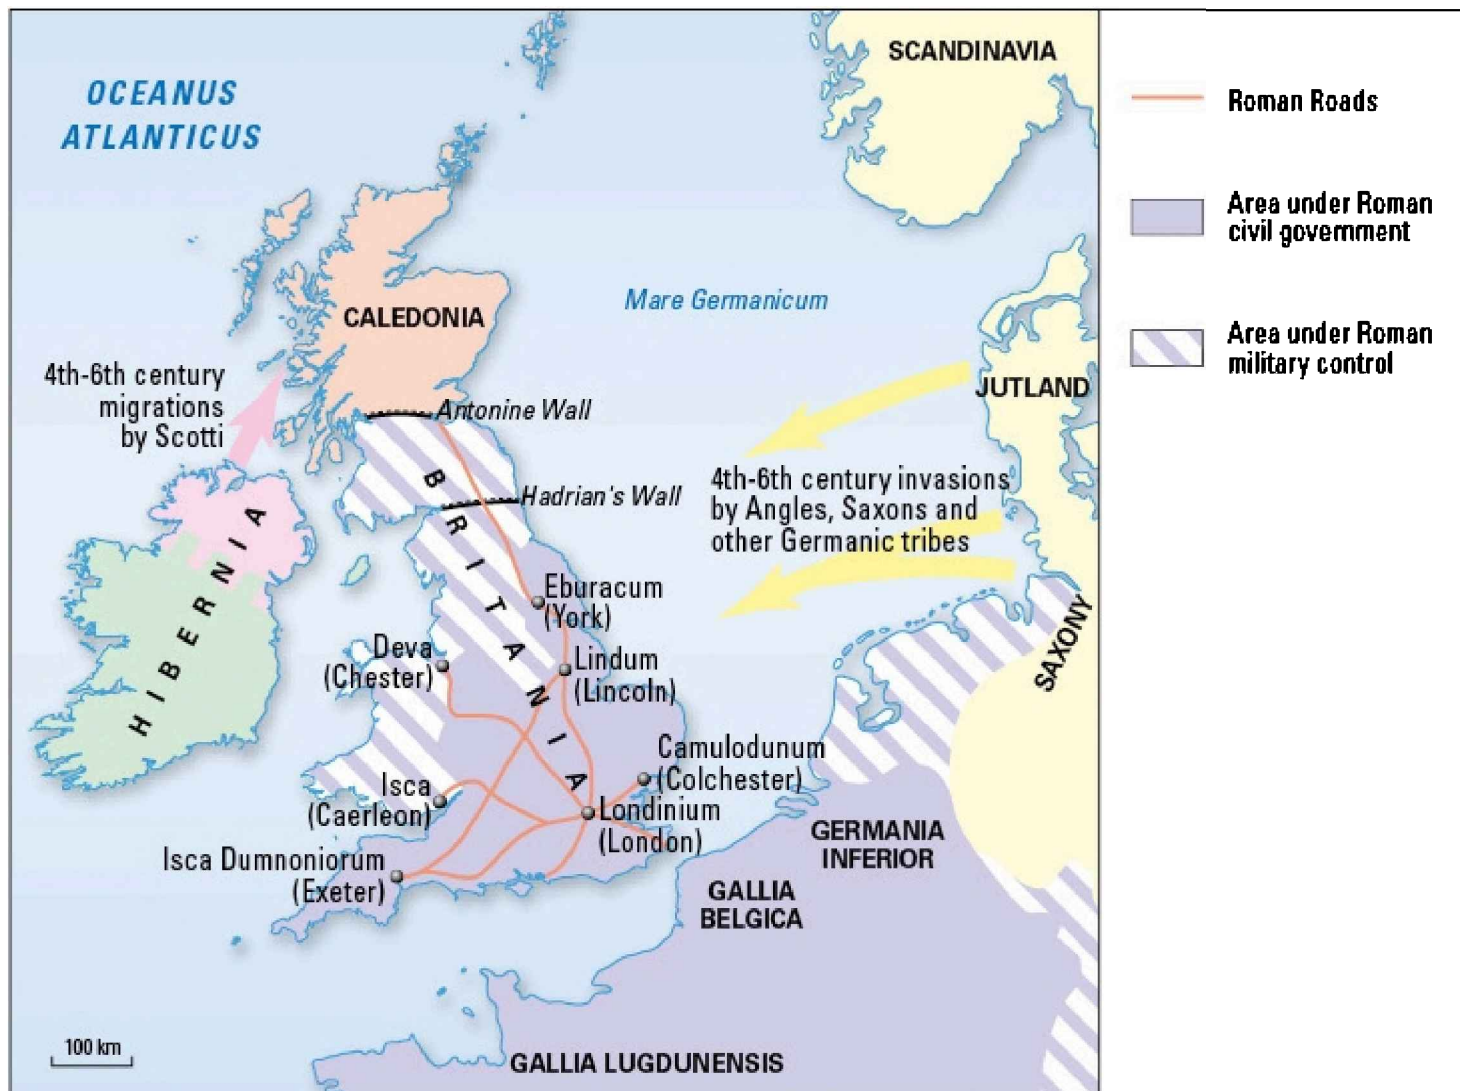 OCEANUS
ATLANTICUS
SCANDINAVIA
Roman Roads
Area under Roman
civil government
Area under Roman
military control
Mare Germanicum
CALEDONIA
4th-6th century
migrations
by Scotti
JUTLAND
Antonine Wall
4th-6th century invasions
by Angles, Saxons and
other Germanic tribes
Hadrian's Wall
BRITANIA
HIBERNIA
Eburacum
(York)
Deva
(Chester)
Lindum
(Lincoln)
SAXONY
Camulodunum
(Colchester)
Isca
(Caerleon)
Londinium
(London)
GERMANIA
INFERIOR
Isca Dumnoniorum
(Exeter)
GALLIA
BELGICA
100 km
GALLIA LUGDUNENSIS